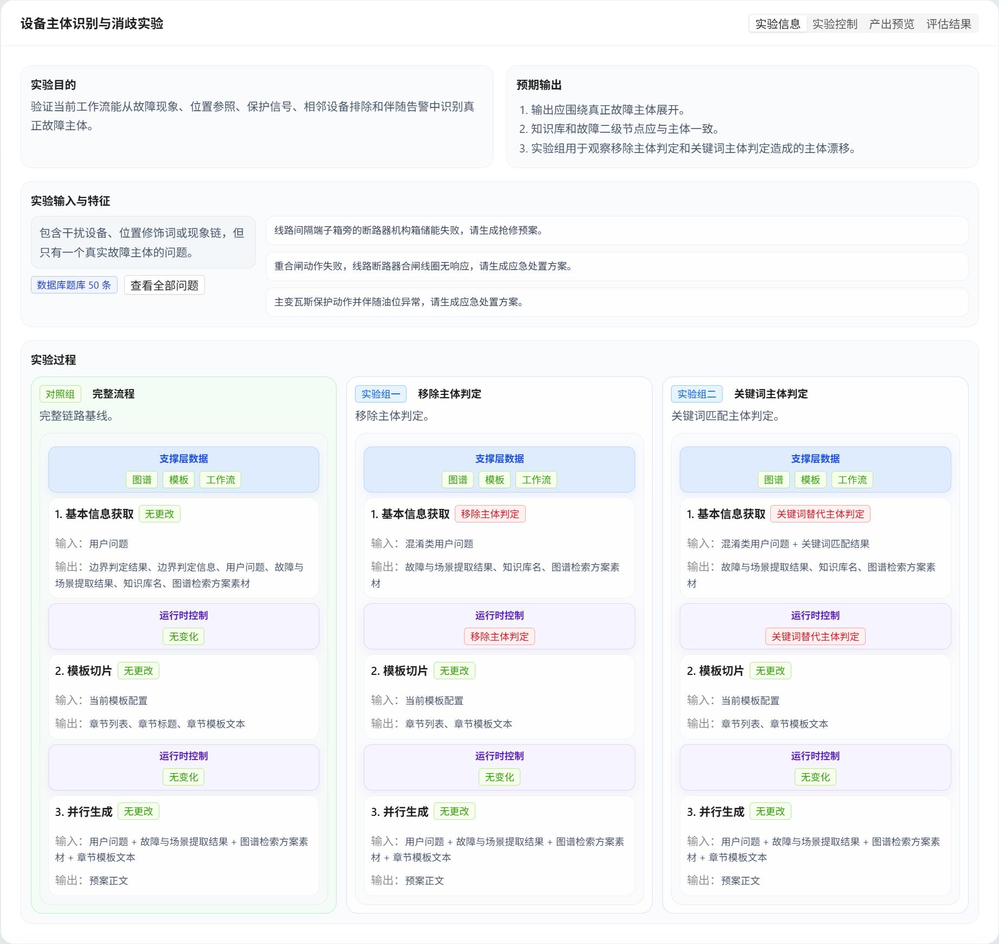 设备主体识别与消歧实验
实验信息 实验控制 产出预览 评估结果
实验目的
验证当前工作流能从故障现象、位置参照、保护信号、相邻设备排除和伴随告警中识别真
正故障主体。
预期输出
1. 输出应围绕真正故障主体展开。
2. 知识库和故障二级节点应与主体一致。
3. 实验组用于观察移除主体判定和关键词主体判定造成的主体漂移。
实验输入与特征
包含干扰设备、位置修饰词或现象链，但
只有一个真实故障主体的问题。
数据库题库 50 条 查看全部问题
线路间隔端子箱旁的断路器机构箱储能失败，请生成抢修预案。
重合闸动作失败，线路断路器合闸线圈无响应，请生成应急处置方案。
主变瓦斯保护动作并伴随油位异常，请生成应急处置方案。
实验过程
对照组 完整流程
完整链路基线。
支撑层数据
图谱 模板 工作流
1. 基本信息获取 无更改
输入：用户问题
输出：边界判定结果、边界判定信息、用户问题、故障与
场景提取结果、知识库名、图谱检索方案素材
运行时控制
无变化
2. 模板切片 无更改
输入：当前模板配置
输出：章节列表、章节标题、章节模板文本
运行时控制
无变化
3. 并行生成 无更改
输入：用户问题 + 故障与场景提取结果 + 图谱检索方案素
材 + 章节模板文本
输出：预案正文
实验组一 移除主体判定
移除主体判定。
支撑层数据
图谱 模板 工作流
1. 基本信息获取 移除主体判定
输入：混淆类用户问题
输出：故障与场景提取结果、知识库名、图谱检索方案素
材
运行时控制
移除主体判定
2. 模板切片 无更改
输入：当前模板配置
输出：章节列表、章节模板文本
运行时控制
无变化
3. 并行生成 无更改
输入：用户问题 + 故障与场景提取结果 + 图谱检索方案素
材 + 章节模板文本
输出：预案正文
实验组二 关键词主体判定
关键词匹配主体判定。
支撑层数据
图谱 模板 工作流
1. 基本信息获取 关键词替代主体判定
输入：混淆类用户问题 + 关键词匹配结果
输出：故障与场景提取结果、知识库名、图谱检索方案素
材
运行时控制
关键词替代主体判定
2. 模板切片 无更改
输入：当前模板配置
输出：章节列表、章节模板文本
运行时控制
无变化
3. 并行生成 无更改
输入：用户问题 + 故障与场景提取结果 + 图谱检索方案素
材 + 章节模板文本
输出：预案正文